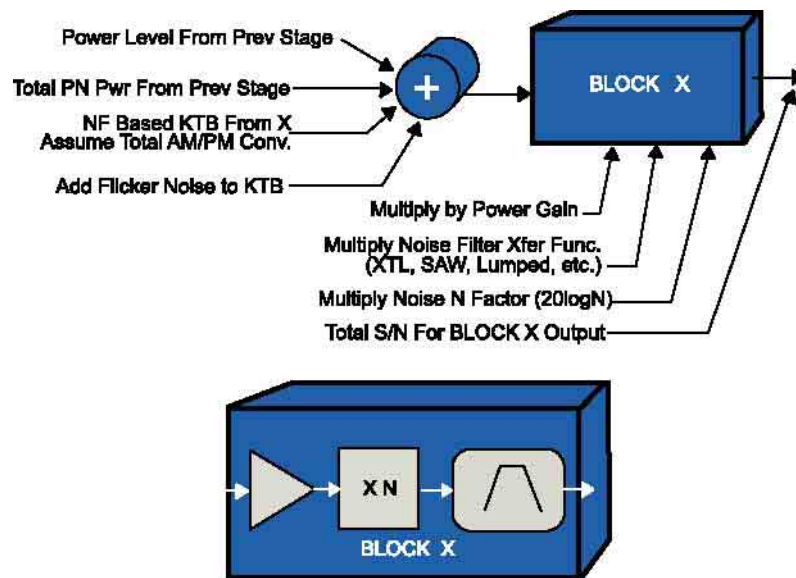 Power Level From Prev Stage
Total PN Pwr From Prev Stage
NF Based KTB From X
Assume Total AM/PM Conv.
Add Flicker Noise to KTB
+
BLOCK X
Multiply by Power Gain
Multiply Noise Filter Xfer Func.
(XTL, SAW, Lumped, etc.)
Multiply Noise N Factor (20logN)
Total S/N For BLOCK X Output
X N
BLOCK X